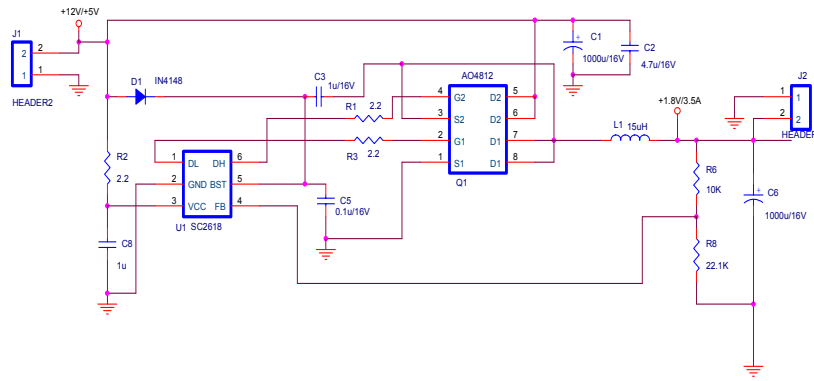 +12V/+5V
J1
2
2
1
1
HEADER2
D1
IN4148
C3
1u/16V
R1
2.2
R3
2.2
AO4812
4
G2
D2
5
3
S2
D2
6
2
G1
D1
7
1
S1
D1
8
Q1
C1
1000u/16V
C2
4.7u/16V
J2
1
1
2
2
HEADER
+1.8V/3.5A
L1
15uH
R2
2.2
1
DL
DH
6
2
GND
BST
5
3
VCC
FB
4
U1
SC2618
C5
0.1u/16V
R6
10K
C6
1000u/16V
R8
22.1K
C8
1u